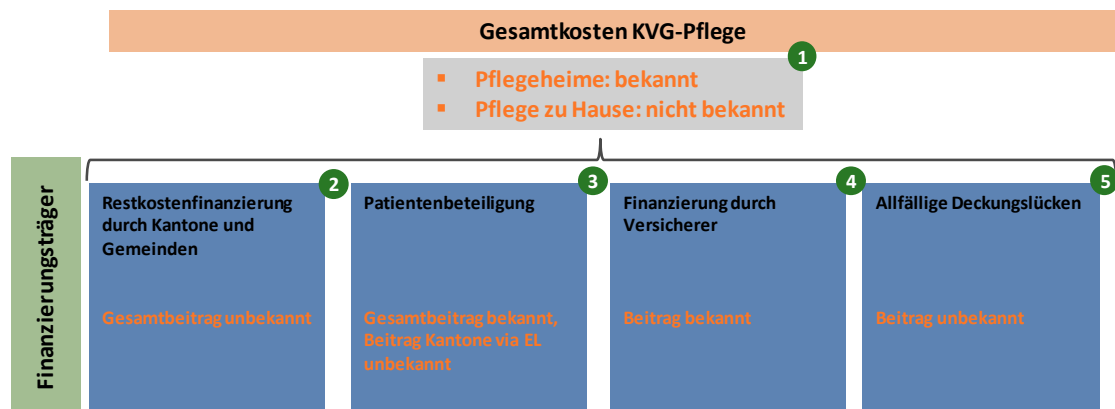 Gesamtkosten KVG-Pflege
1
▪ Pflegeheime: bekannt
▪ Pflege zu Hause: nicht bekannt
Finanzierungsträger
2
Restkostenfinanzierung
durch Kantone und
Gemeinden
Gesamtbeitrag unbekannt
3
Patientenbeteiligung
Gesamtbeitrag bekannt,
Beitrag Kantone via EL
unbekannt
4
Finanzierung durch
Versicherer
Beitrag bekannt
5
Allfällige Deckungslücken
Beitrag unbekannt